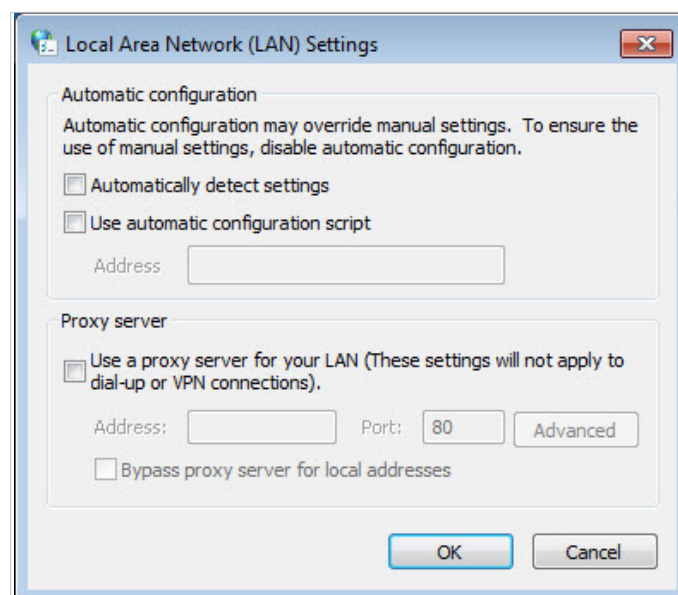 Local Area Network (LAN) Settings
Automatic configuration
Automatic configuration may override manual settings. To ensure the
use of manual settings, disable automatic configuration.
Automatically detect settings
Use automatic configuration script
Address
Proxy server
Use a proxy server for your LAN (These settings will not apply to
dial-up or VPN connections).
Address: Port: 80 Advanced
Bypass proxy server for local addresses
OK Cancel